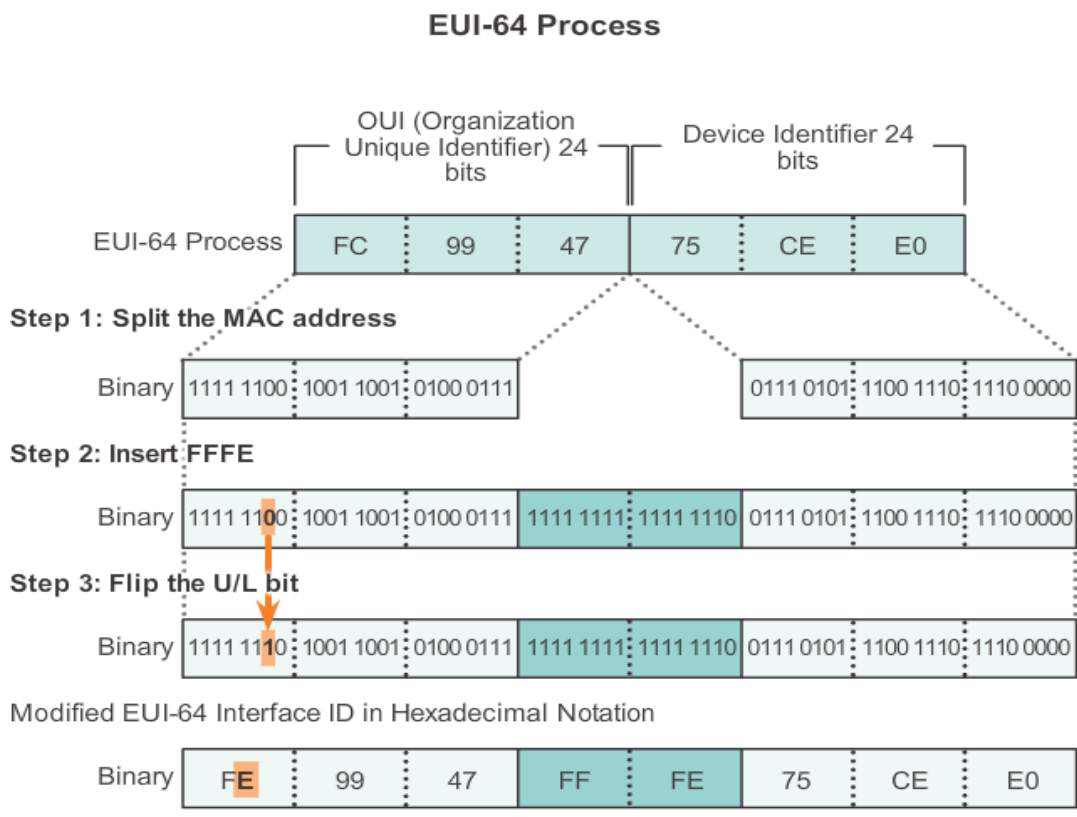 EUI-64 Process
OUI (Organization
Unique Identifier) 24
bits
Device Identifier 24
bits
EUI-64 Process FC 99 47 75 CE E0
Step 1: Split the MAC address
Binary 1111 1100 1001 1001 0100 0111 0111 0101 1100 1110 1110 0000
Step 2: Insert FFFE
Binary 1111 1100 1001 1001 0100 0111 1111 1111 1111 1110 0111 0101 1100 1110 1110 0000
Step 3: Flip the U/L bit
Binary 1111 1110 1001 1001 0100 0111 1111 1111 1111 1110 0111 0101 1100 1110 1110 0000
Modified EUI-64 Interface ID in Hexadecimal Notation
Binary FE 99 47 FF FE 75 CE E0